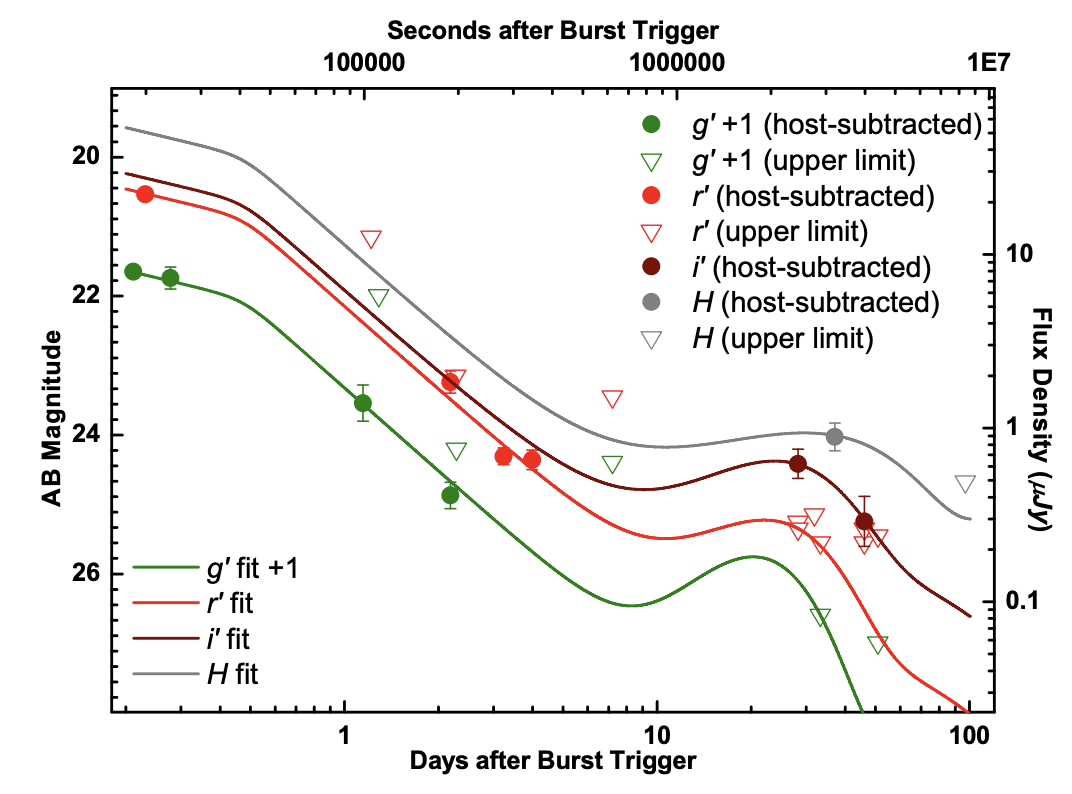 Seconds after Burst Trigger
100000 1000000 1E7
g′ +1 (host-subtracted)
g′ +1 (upper limit)
r′ (host-subtracted)
r′ (upper limit)
i′ (host-subtracted)
H (host-subtracted)
H (upper limit)
20
22
24
26
AB Magnitude
10
1
0.1
Flux Density (μJy)
g′ fit +1
r′ fit
i′ fit
H fit
1 10 100
Days after Burst Trigger